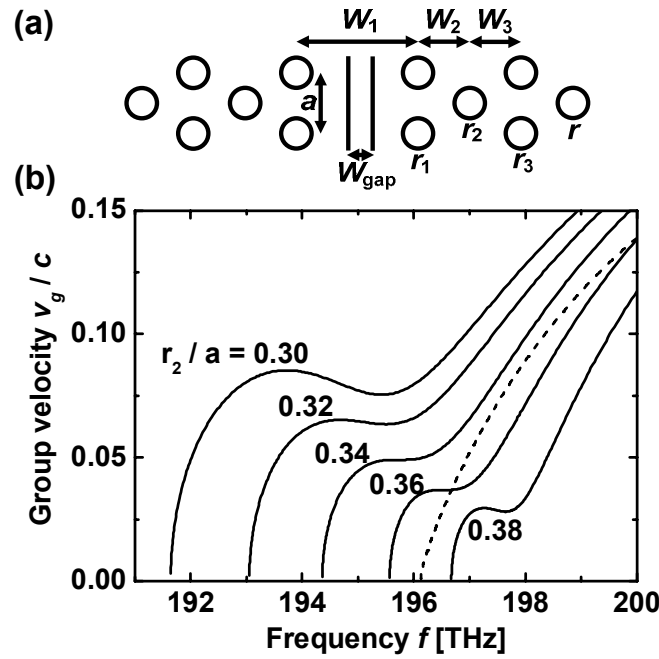 (a)
W1 W2 W3
a
r1 r2 r3 r
Wgap
(b)
0.15
0.10
0.05
0.00
Group velocity vg / c
r2 / a = 0.30
0.32
0.34
0.36
0.38
192 194 196 198 200
Frequency f [THz]